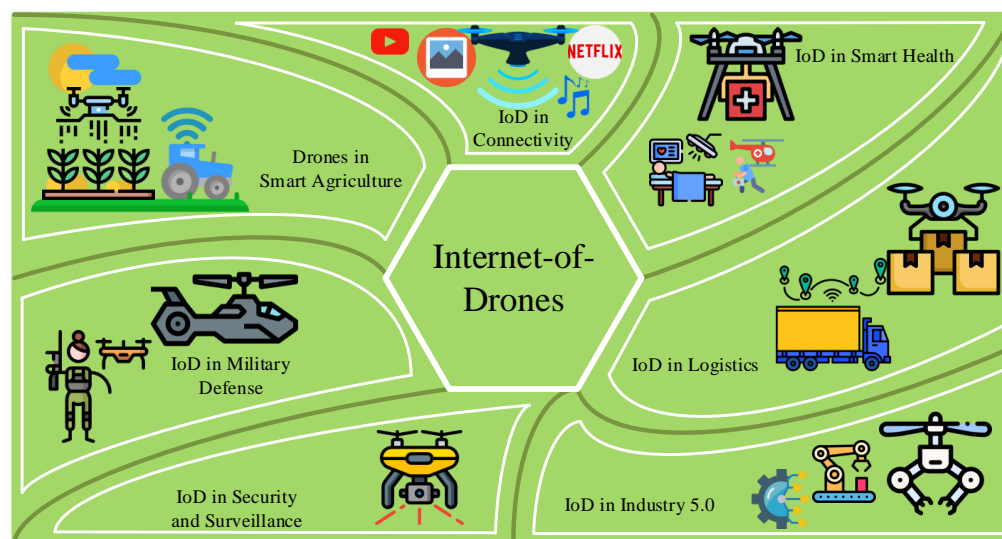 NETFLIX
IoD in
Connectivity
IoD in Smart Health
Drones in
Smart Agriculture
Internet-of-
Drones
IoD in Military
Defense
IoD in Logistics
IoD in Security
and Surveillance
IoD in Industry 5.0